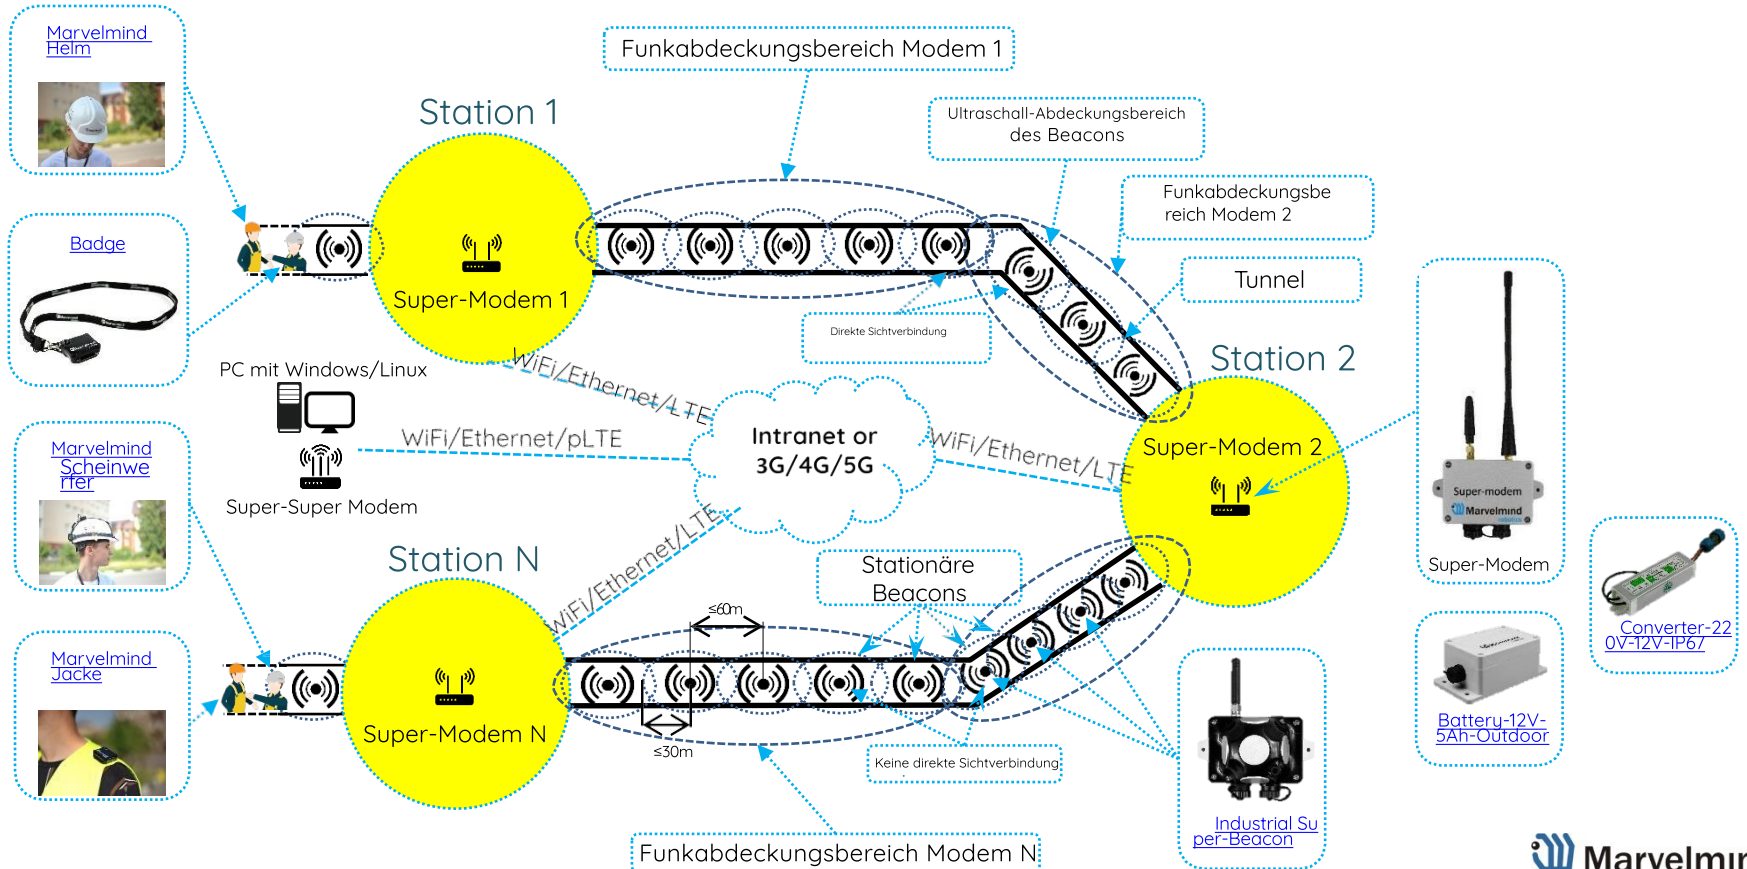 Marvelmind
Helm
Funkabdeckungsbereich Modem 1
Station 1
Ultraschall-Abdeckungsbereich
des Beacons
Funkabdeckungsbe
reich Modem 2
Badge
Tunnel
Super-Modem 1
Direkte Sichtverbindung
Station 2
PC mit Windows/Linux
WiFi/Ethernet/LTE
WiFi/Ethernet/pLTE
Intranet or
3G/4G/5G
WiFi/Ethernet/LTE
Super-Modem 2
Marvelmind
Scheinwe
rfer
Super-Super Modem
Super-modem
Marvelmind
robotics
Super-Modem
WiFi/Ethernet/LTE
Station N
Stationäre
Beacons
≤60m
Converter-22
0V-12V-IP67
Marvelmind
Jacke
Super-Modem N
≤30m
Keine direkte Sichtverbindung
Battery-12V-
5Ah-Outdoor
Industrial Su
per-Beacon
Funkabdeckungsbereich Modem N
Marvelmin